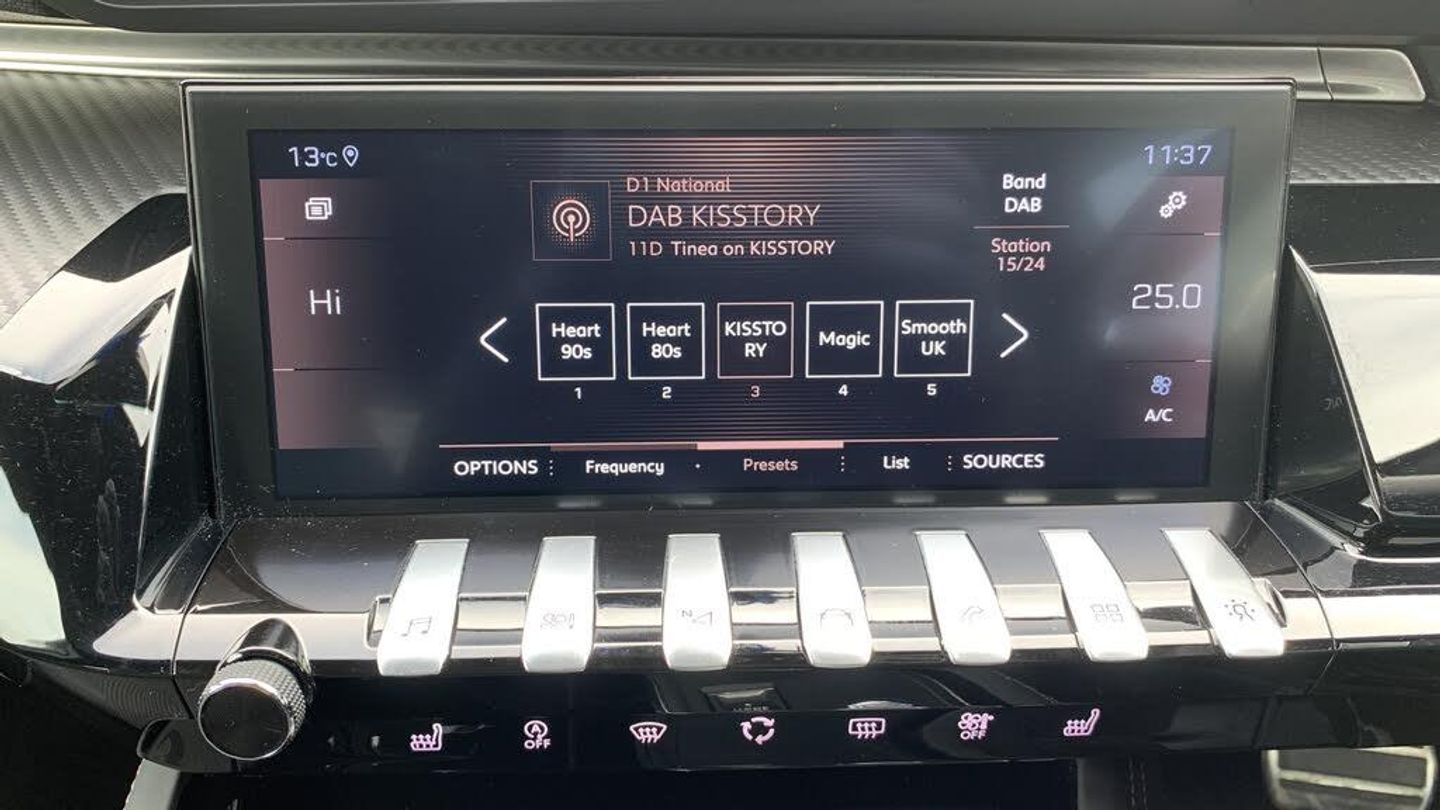 13°C
11:37
D1 National
DAB KISSTORY
11D Tinea on KISSTORY
Band
DAB
Station
15/24
Hi
25.0
Heart
90s
Heart
80s
KISSTO
RY
Magic
Smooth
UK
1
2
3
4
5
A/C
OPTIONS
Frequency
Presets
List
SOURCES
N
A
OFF
OFF